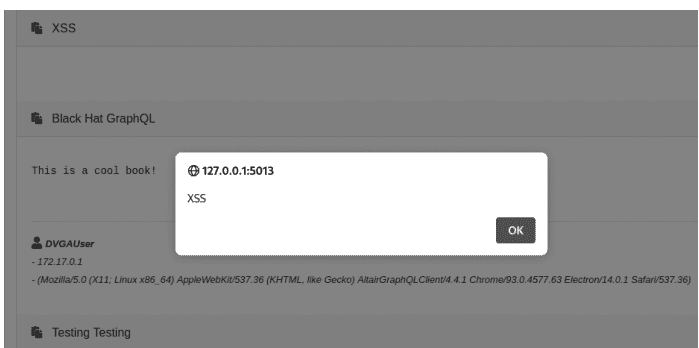 XSS
Black Hat GraphQL
This is a cool book!
127.0.0.1:5013
XSS
OK
DVGAUser
- 172.17.0.1
- (Mozilla/5.0 (X11; Linux x86_64) AppleWebKit/537.36 (KHTML, like Gecko) AltairGraphQLClient/4.4.1 Chrome/93.0.4577.63 Electron/14.0.1 Safari/537.36)
Testing Testing